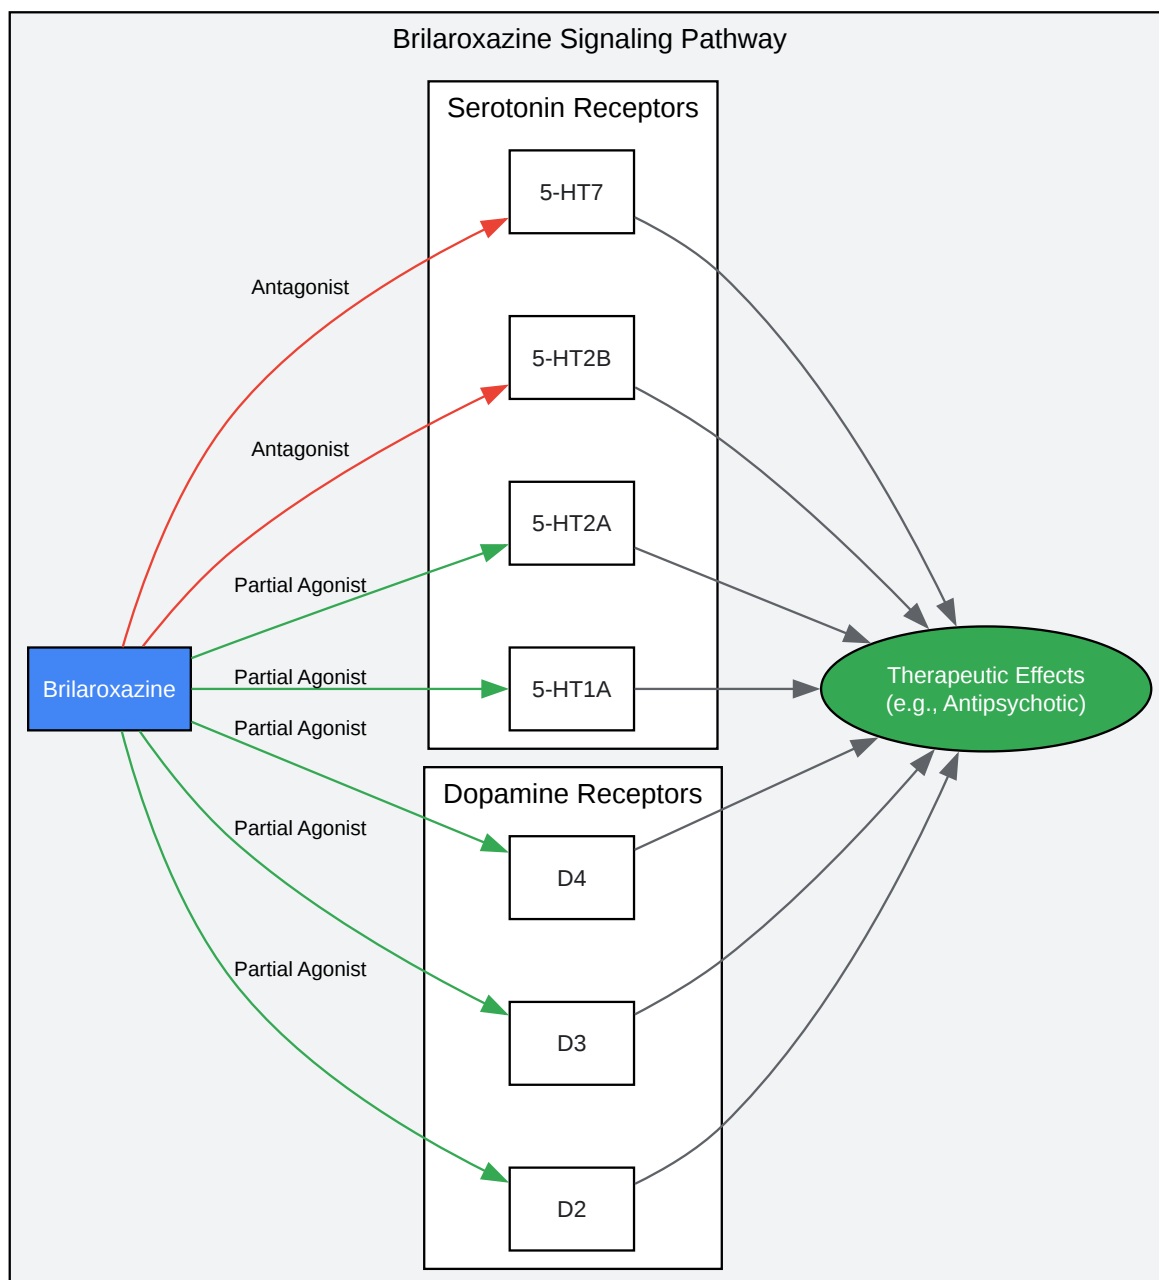 Brilaroxazine Signaling Pathway
Serotonin Receptors
5-HT7
Antagonist
5-HT2B
Antagonist
5-HT2A
Partial Agonist
Brilaroxazine
Partial Agonist
5-HT1A
Therapeutic Effects
(e.g., Antipsychotic)
Partial Agonist
Dopamine Receptors
Partial Agonist
D4
Partial Agonist
D3
D2